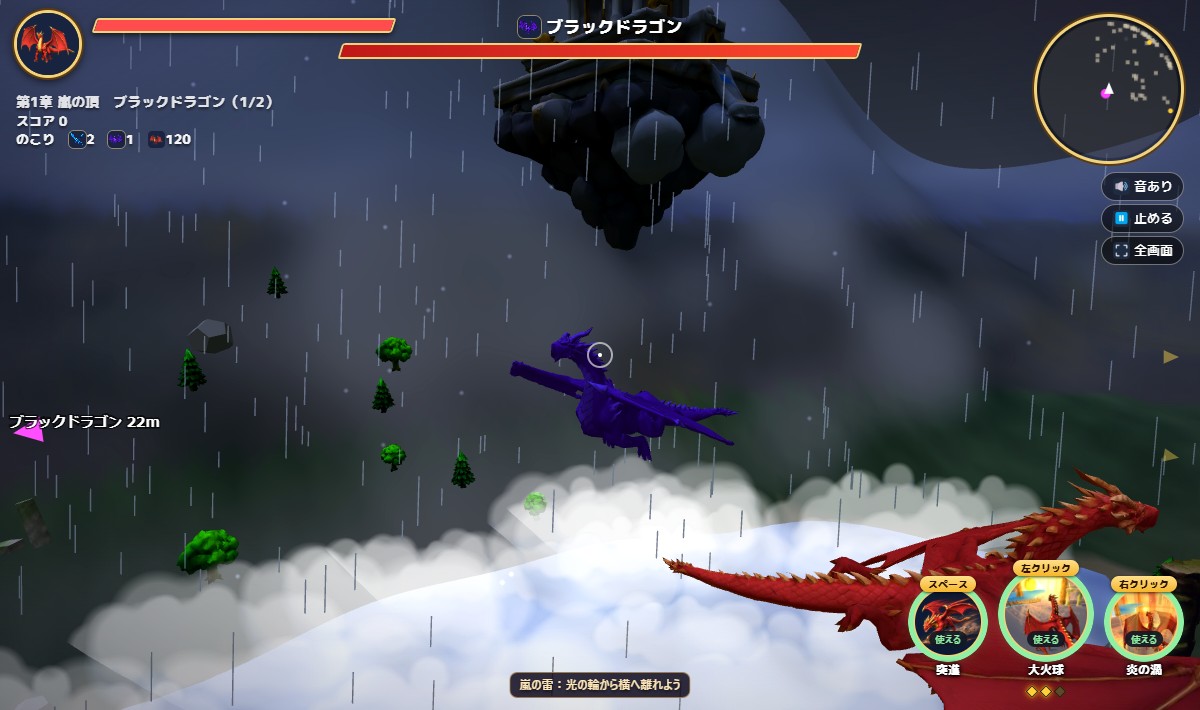 ブラックドラゴン
第1章 嵐の頂 ブラックドラゴン（1/2）
スコア 0
のこり 2 1 120
音あり
止める
全画面
ブラックドラゴン 22m
スペース
使える
突進
左クリック
使える
大火球
右クリック
使える
炎の渦
嵐の雷：光の輪から横へ離れよう